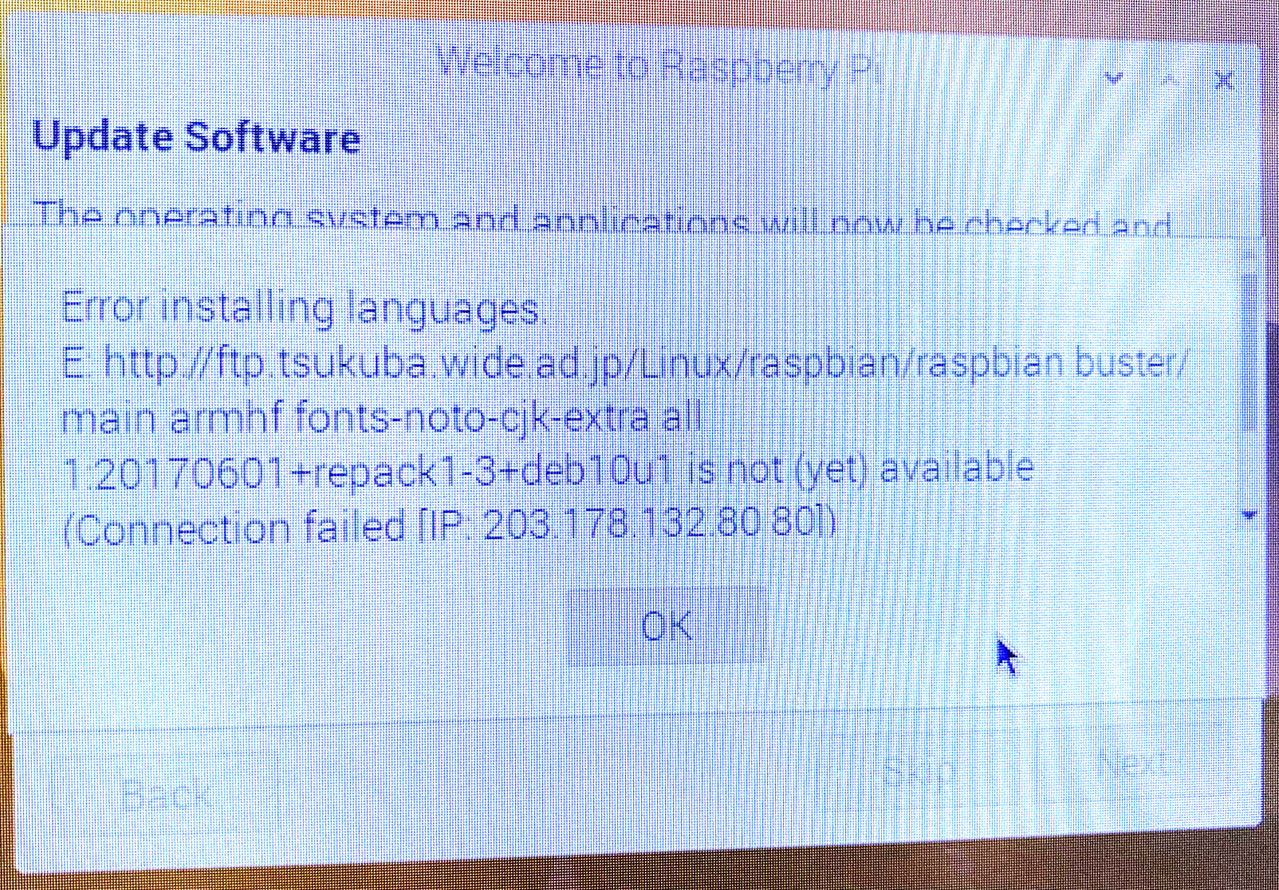 Welcome to Raspberry Pi
Update Software
The operating system and applications will now be checked and
Error installing languages.
E: http://ftp.tsukuba.wide.ad.jp/Linux/raspbian/raspbian buster/
main armhf fonts-noto-cjk-extra all
1:20170601+repack1-3+deb10u1 is not (yet) available
(Connection failed [IP: 203.178.132.80 80])
OK
Back
Skip
Next